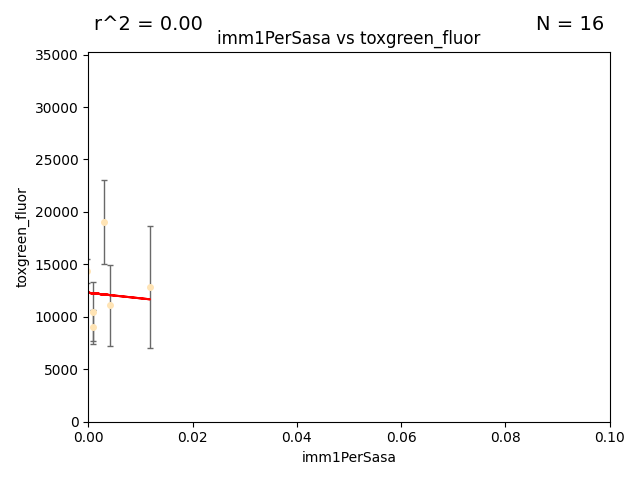 r^2 = 0.00
N = 16
imm1PerSasa vs toxgreen_fluor
35000
30000
25000
20000
15000
10000
5000
0
toxgreen_fluor
0.00 0.02 0.04 0.06 0.08 0.10
imm1PerSasa